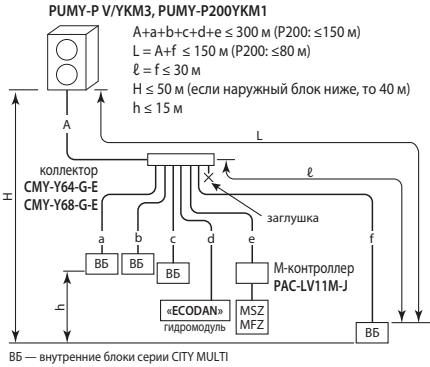 PUMY-P V/YKM3, PUMY-P200YKM1
A+a+b+c+d+e ≤ 300 м (P200: ≤150 м)
L = A+f ≤ 150 м (P200: ≤80 м)
ℓ = f ≤ 30 м
H ≤ 50 м (если наружный блок ниже, то 40 м)
h ≤ 15 м
A
L
H
коллектор
CMY-Y64-G-E
CMY-Y68-G-E
ℓ
заглушка
a
b
c
d
e
f
ВБ
ВБ
ВБ
М-контроллер
PAC-LV11M-J
h
«ECODAN»
гидромодуль
MSZ
MFZ
ВБ
ВБ — внутренние блоки серии CITY MULTI